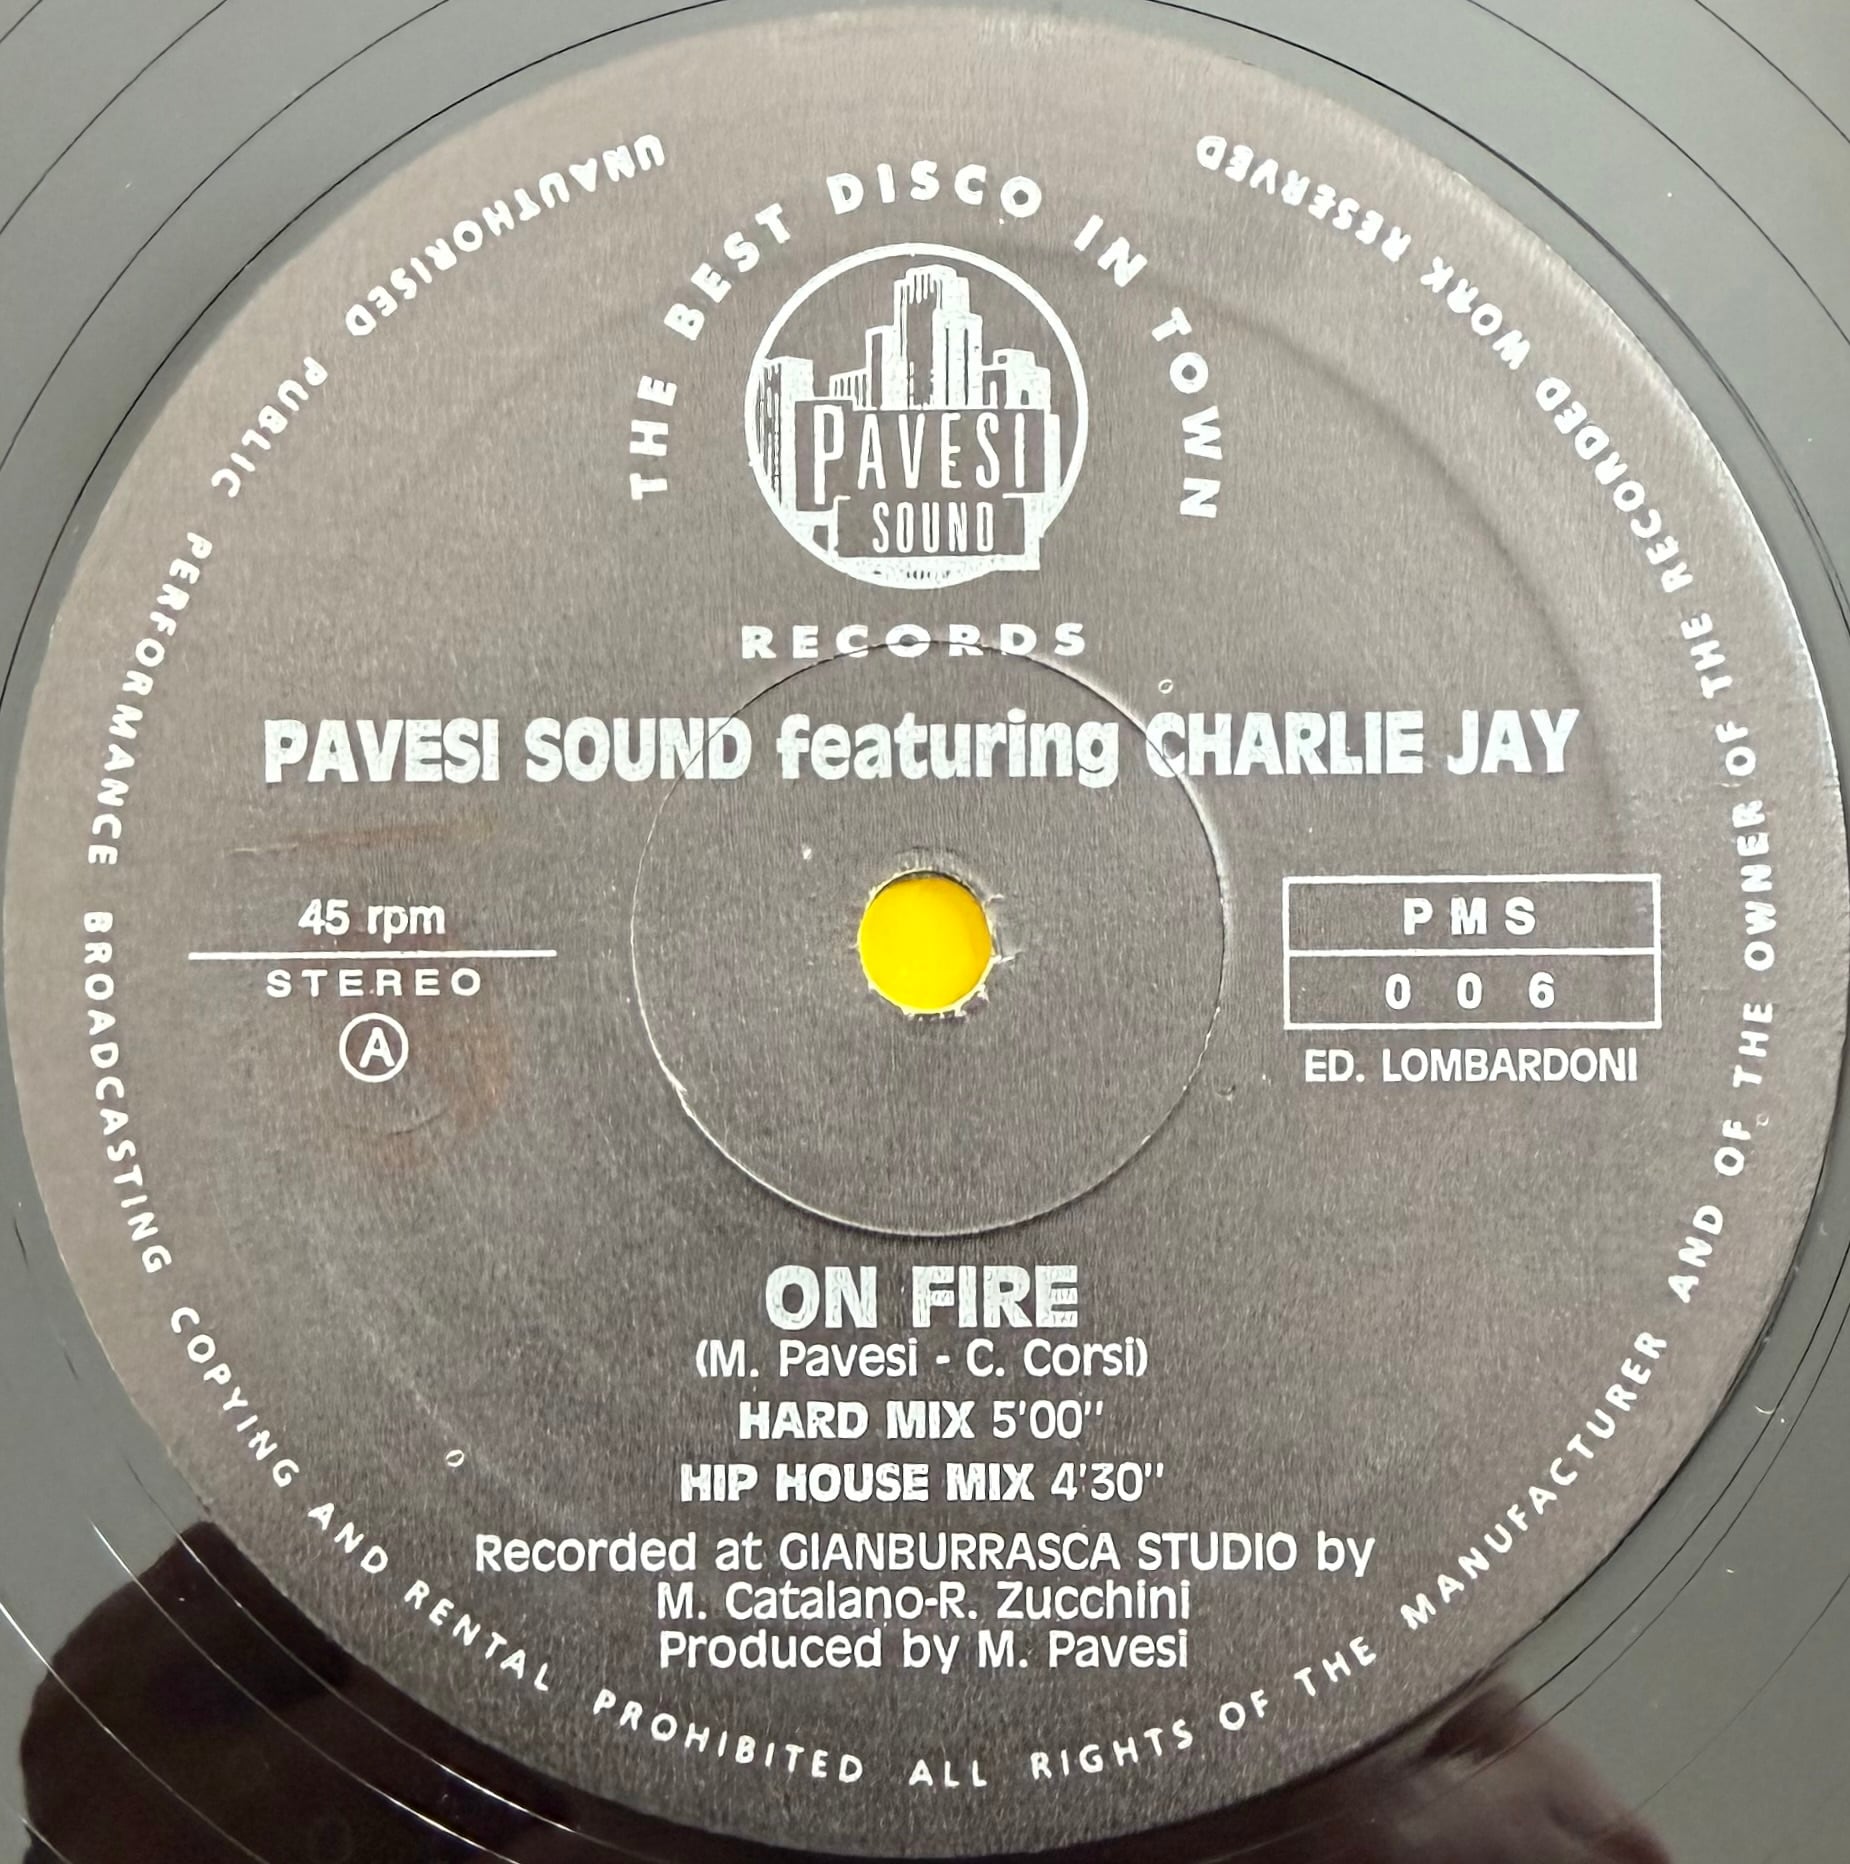 THE BEST DISCO IN TOWN
PAVESI
SOUND
RECORDS
PAVESI SOUND featuring CHARLIE JAY
45 rpm
STEREO
A
PMS
006
ED. LOMBARDONI
ON FIRE
(M. Pavesi - C. Corsi)
HARD MIX 5'00"
HIP HOUSE MIX 4'30"
Recorded at GIANBURRASCA STUDIO by
M. Catalano-R. Zucchini
Produced by M. Pavesi
UNAUTHORISED PUBLIC PERFORMANCE BROADCASTING COPYING AND RENTAL PROHIBITED ALL RIGHTS OF THE MANUFACTURER AND OF THE OWNER OF THE RECORDED WORK RESERVED